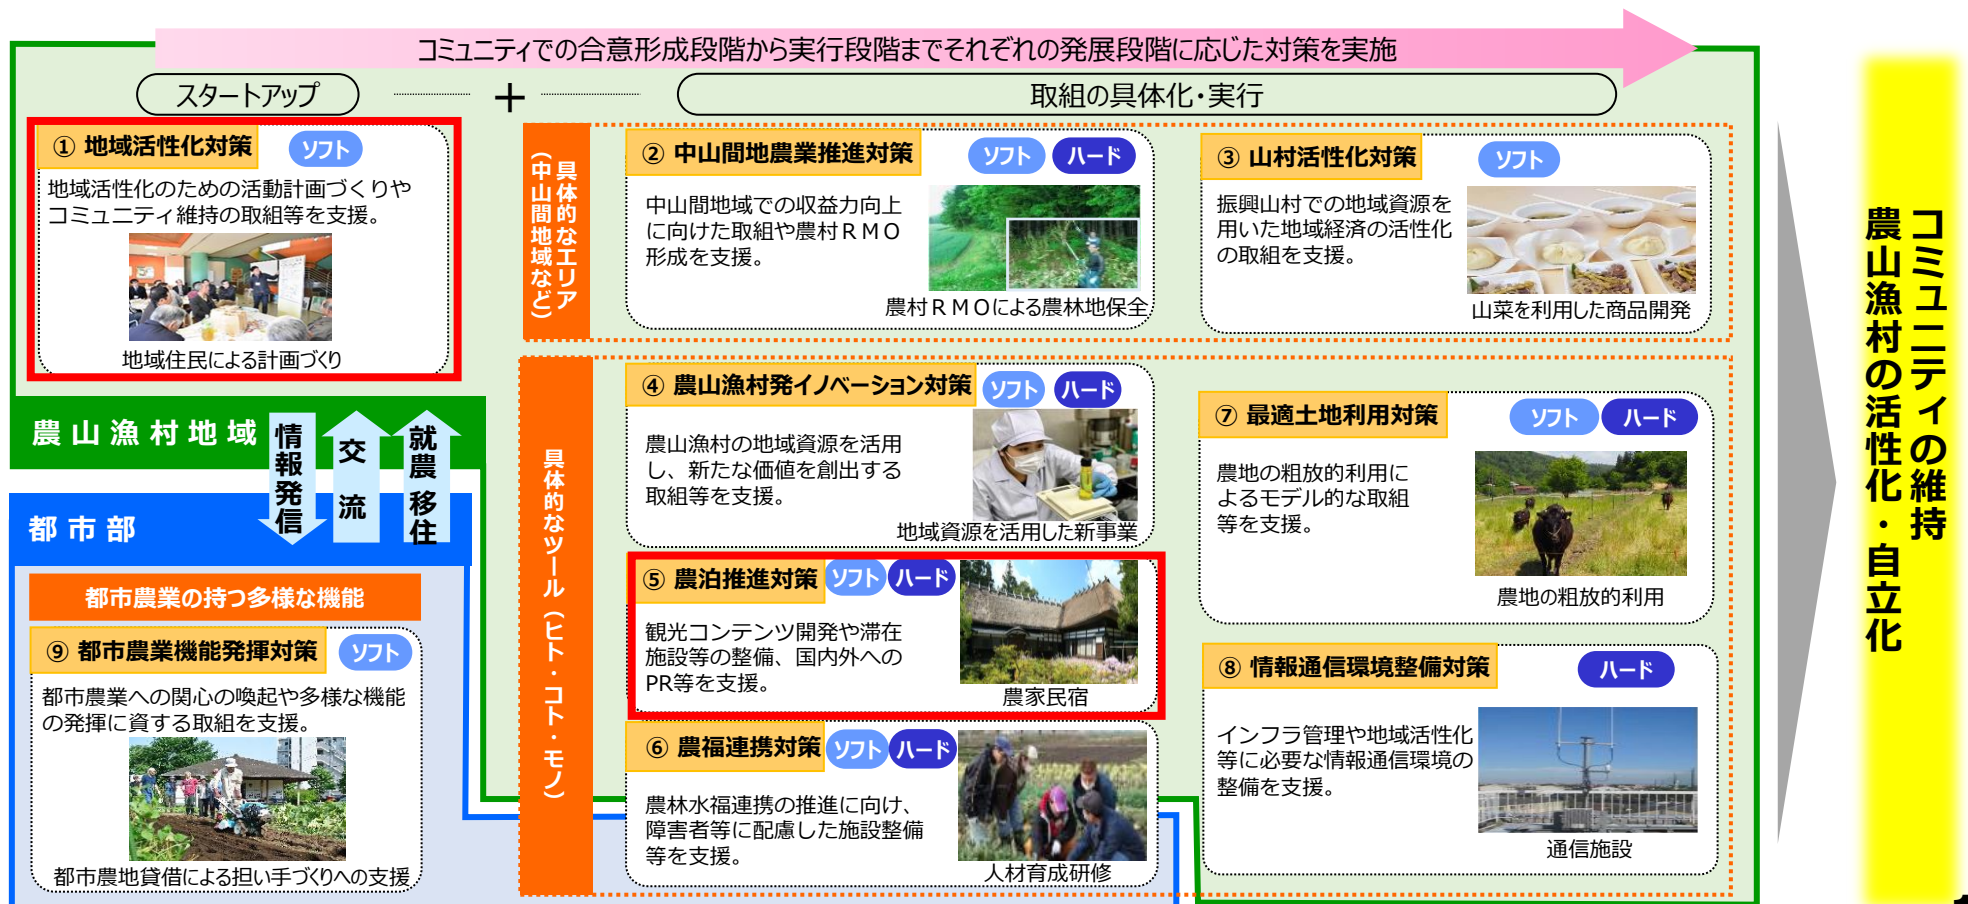 コミュニティでの合意形成段階から実行段階までそれぞれの発展段階に応じた対策を実施
スタートアップ
＋
取組の具体化・実行
① 地域活性化対策
ソフト
地域活性化のための活動計画づくりや
コミュニティ維持の取組等を支援。
地域住民による計画づくり
具体的なエリア
（中山間地域など）
② 中山間地農業推進対策
ソフト
ハード
中山間地域での収益力向上
に向けた取組や農村ＲＭＯ
形成を支援。
農村ＲＭＯによる農林地保全
③ 山村活性化対策
ソフト
振興山村での地域資源を
用いた地域経済の活性化
の取組を支援。
山菜を利用した商品開発
農山漁村地域
情報発信
交流
就農移住
都市部
都市農業の持つ多様な機能
⑨ 都市農業機能発揮対策
ソフト
都市農業への関心の喚起や多様な機能
の発揮に資する取組を支援。
都市農地貸借による担い手づくりへの支援
具体的なツール（ヒト・コト・モノ）
④ 農山漁村発イノベーション対策
ソフト
ハード
農山漁村の地域資源を活用
し、新たな価値を創出する
取組等を支援。
地域資源を活用した新事業
⑤ 農泊推進対策
ソフト
ハード
観光コンテンツ開発や滞在
施設等の整備、国内外への
PR等を支援。
農家民宿
⑥ 農福連携対策
ソフト
ハード
農林水福連携の推進に向け、
障害者等に配慮した施設整備
等を支援。
人材育成研修
⑦ 最適土地利用対策
ソフト
ハード
農地の粗放的利用に
よるモデル的な取組
等を支援。
農地の粗放的利用
⑧ 情報通信環境整備対策
ハード
インフラ管理や地域活性化
等に必要な情報通信環境の
整備を支援。
通信施設
コミュニティの維持
農山漁村の活性化・自立化